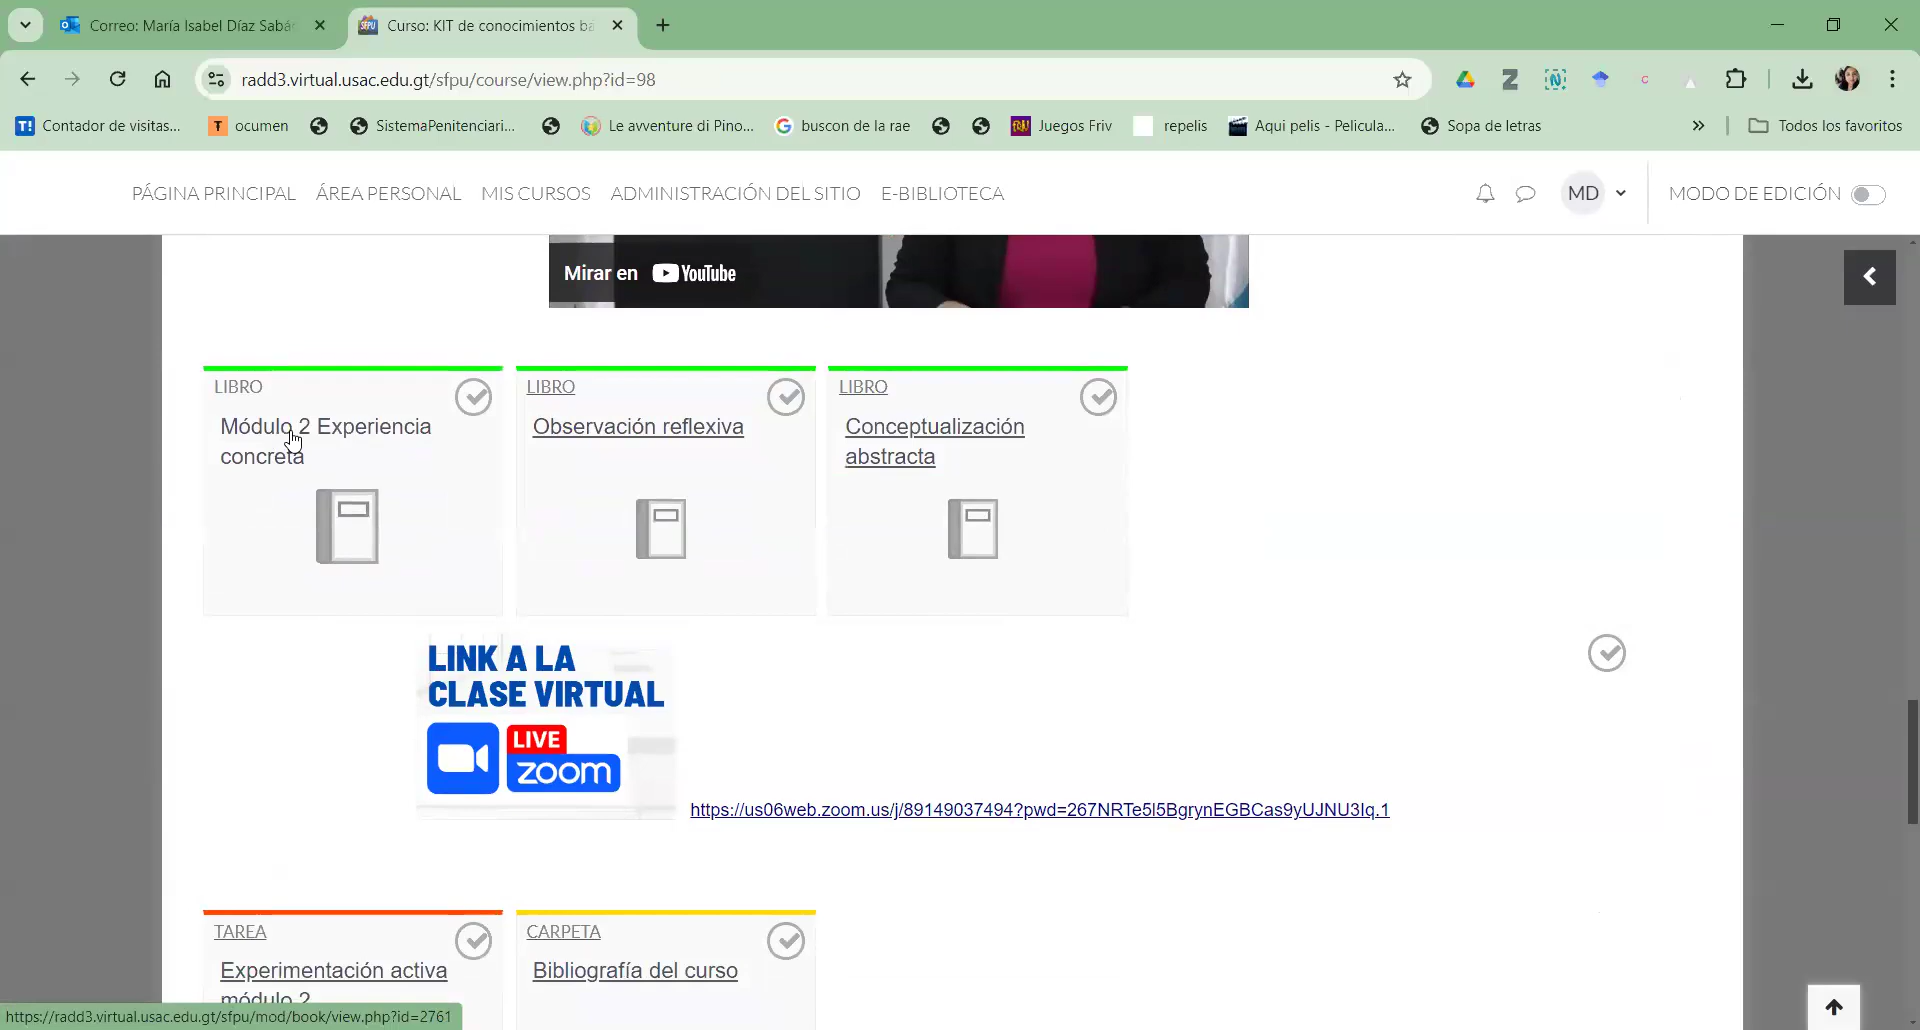 Correo: María Isabel Díaz Sabá
Curso: KIT de conocimientos ba
radd3.virtual.usac.edu.gt/sfpu/course/view.php?id=98
Contador de visitas...
ocumen
SistemaPenitenciari...
Le avventure di Pino...
buscon de la rae
Juegos Friv
repelis
Aqui pelis - Pelicula...
Sopa de letras
Todos los favoritos
PÁGINA PRINCIPAL
ÁREA PERSONAL
MIS CURSOS
ADMINISTRACIÓN DEL SITIO
E-BIBLIOTECA
MD
MODO DE EDICIÓN
Mirar en YouTube
LIBRO
Módulo 2 Experiencia
concreta
LIBRO
Observación reflexiva
LIBRO
Conceptualización
abstracta
LINK A LA
CLASE VIRTUAL
LIVE
zoom
https://us06web.zoom.us/j/89149037494?pwd=267NRTe5l5BgrynEGBCas9yUJNU3Iq.1
TAREA
Experimentación activa
módulo 2
CARPETA
Bibliografía del curso
https://radd3.virtual.usac.edu.gt/sfpu/mod/book/view.php?id=2761